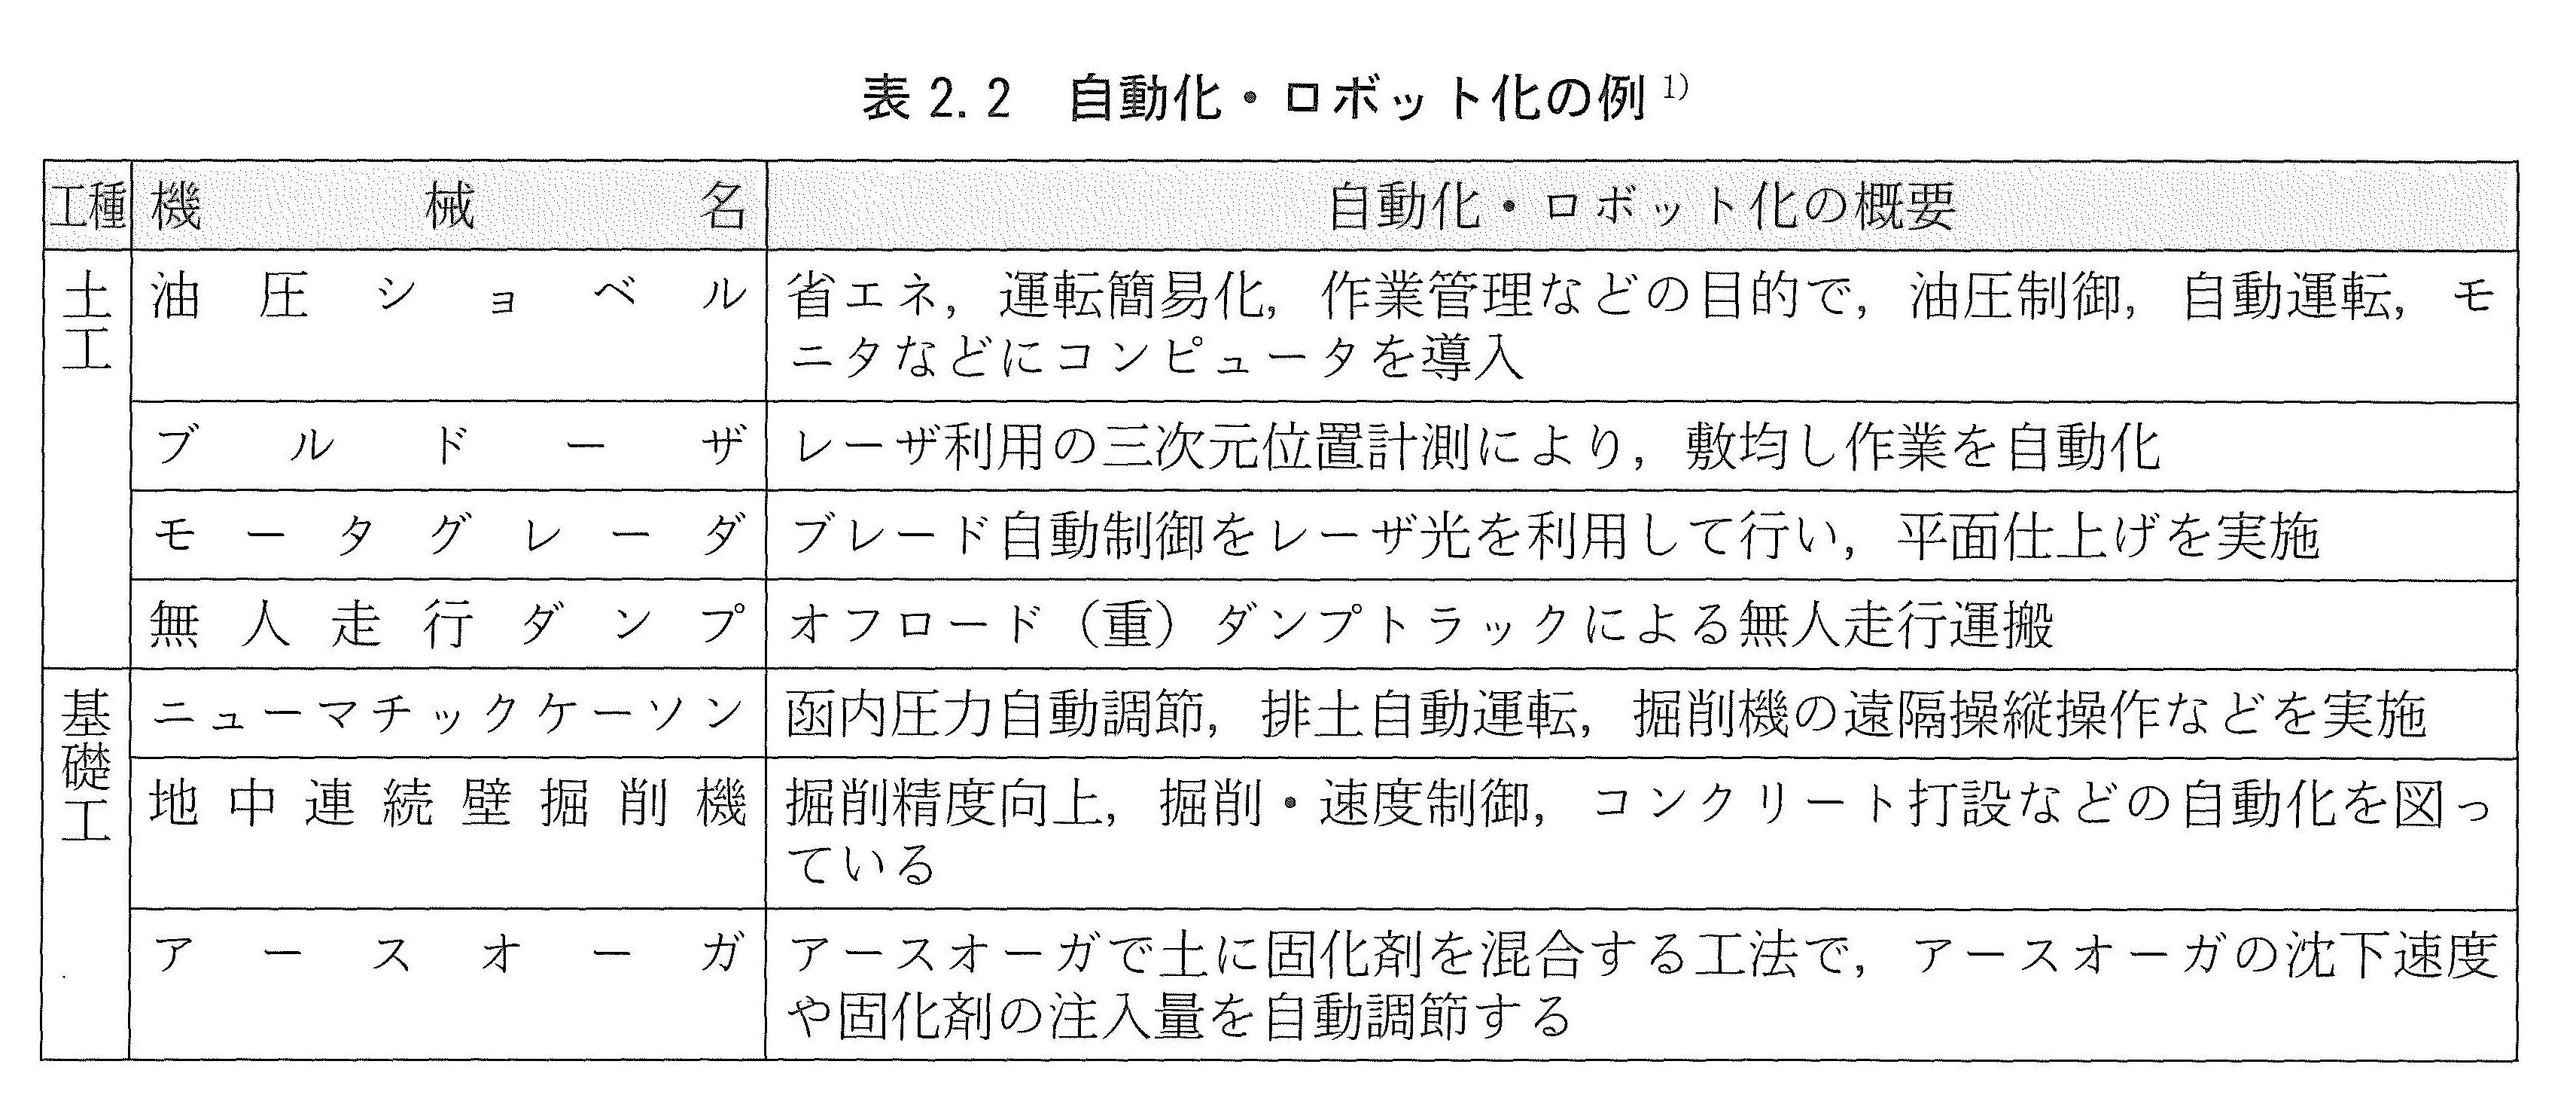 表2.2 自動化・ロボット化の例1)
工種 機械名 自動化・ロボット化の概要
土工 油圧ショベル 省エネ，運転簡易化，作業管理などの目的で，油圧制御，自動運転，モ
ニタなどにコンピュータを導入
ブルドーザ レーザ利用の三次元位置計測により，敷均し作業を自動化
モータグレーダ ブレード自動制御をレーザ光を利用して行い，平面仕上げを実施
無人走行ダンプ オフロード（重）ダンプトラックによる無人走行運搬
基礎工 ニューマチックケーソン 函内圧力自動調節，排土自動運転，掘削機の遠隔操縦操作などを実施
地中連続壁掘削機 掘削精度向上，掘削・速度制御，コンクリート打設などの自動化を図っ
ている
アースオーガ アースオーガで土に固化剤を混合する工法で，アースオーガの沈下速度
や固化剤の注入量を自動調節する